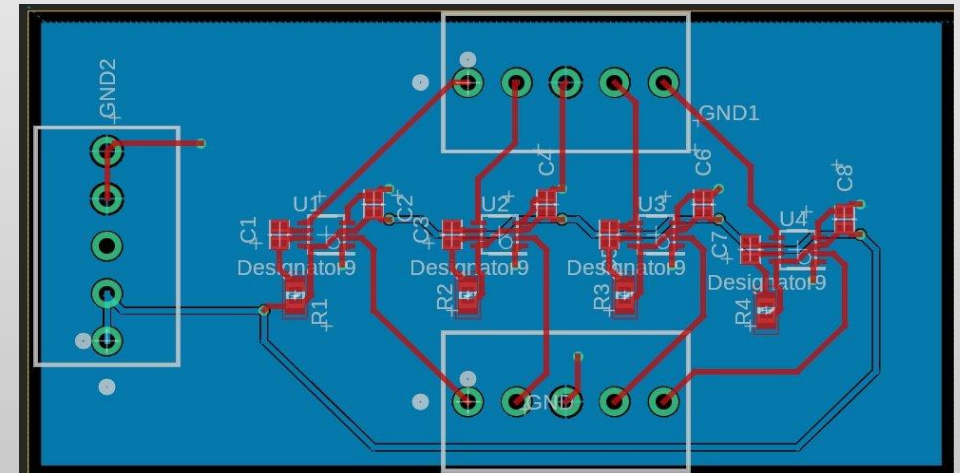 GND2
GND1
C4
C6
C8
U1
C2
U2
U3
U4
C1
C3
C7
Designator9
Designator9
Designator9
Designator9
R1
R2
R3
R4
GND